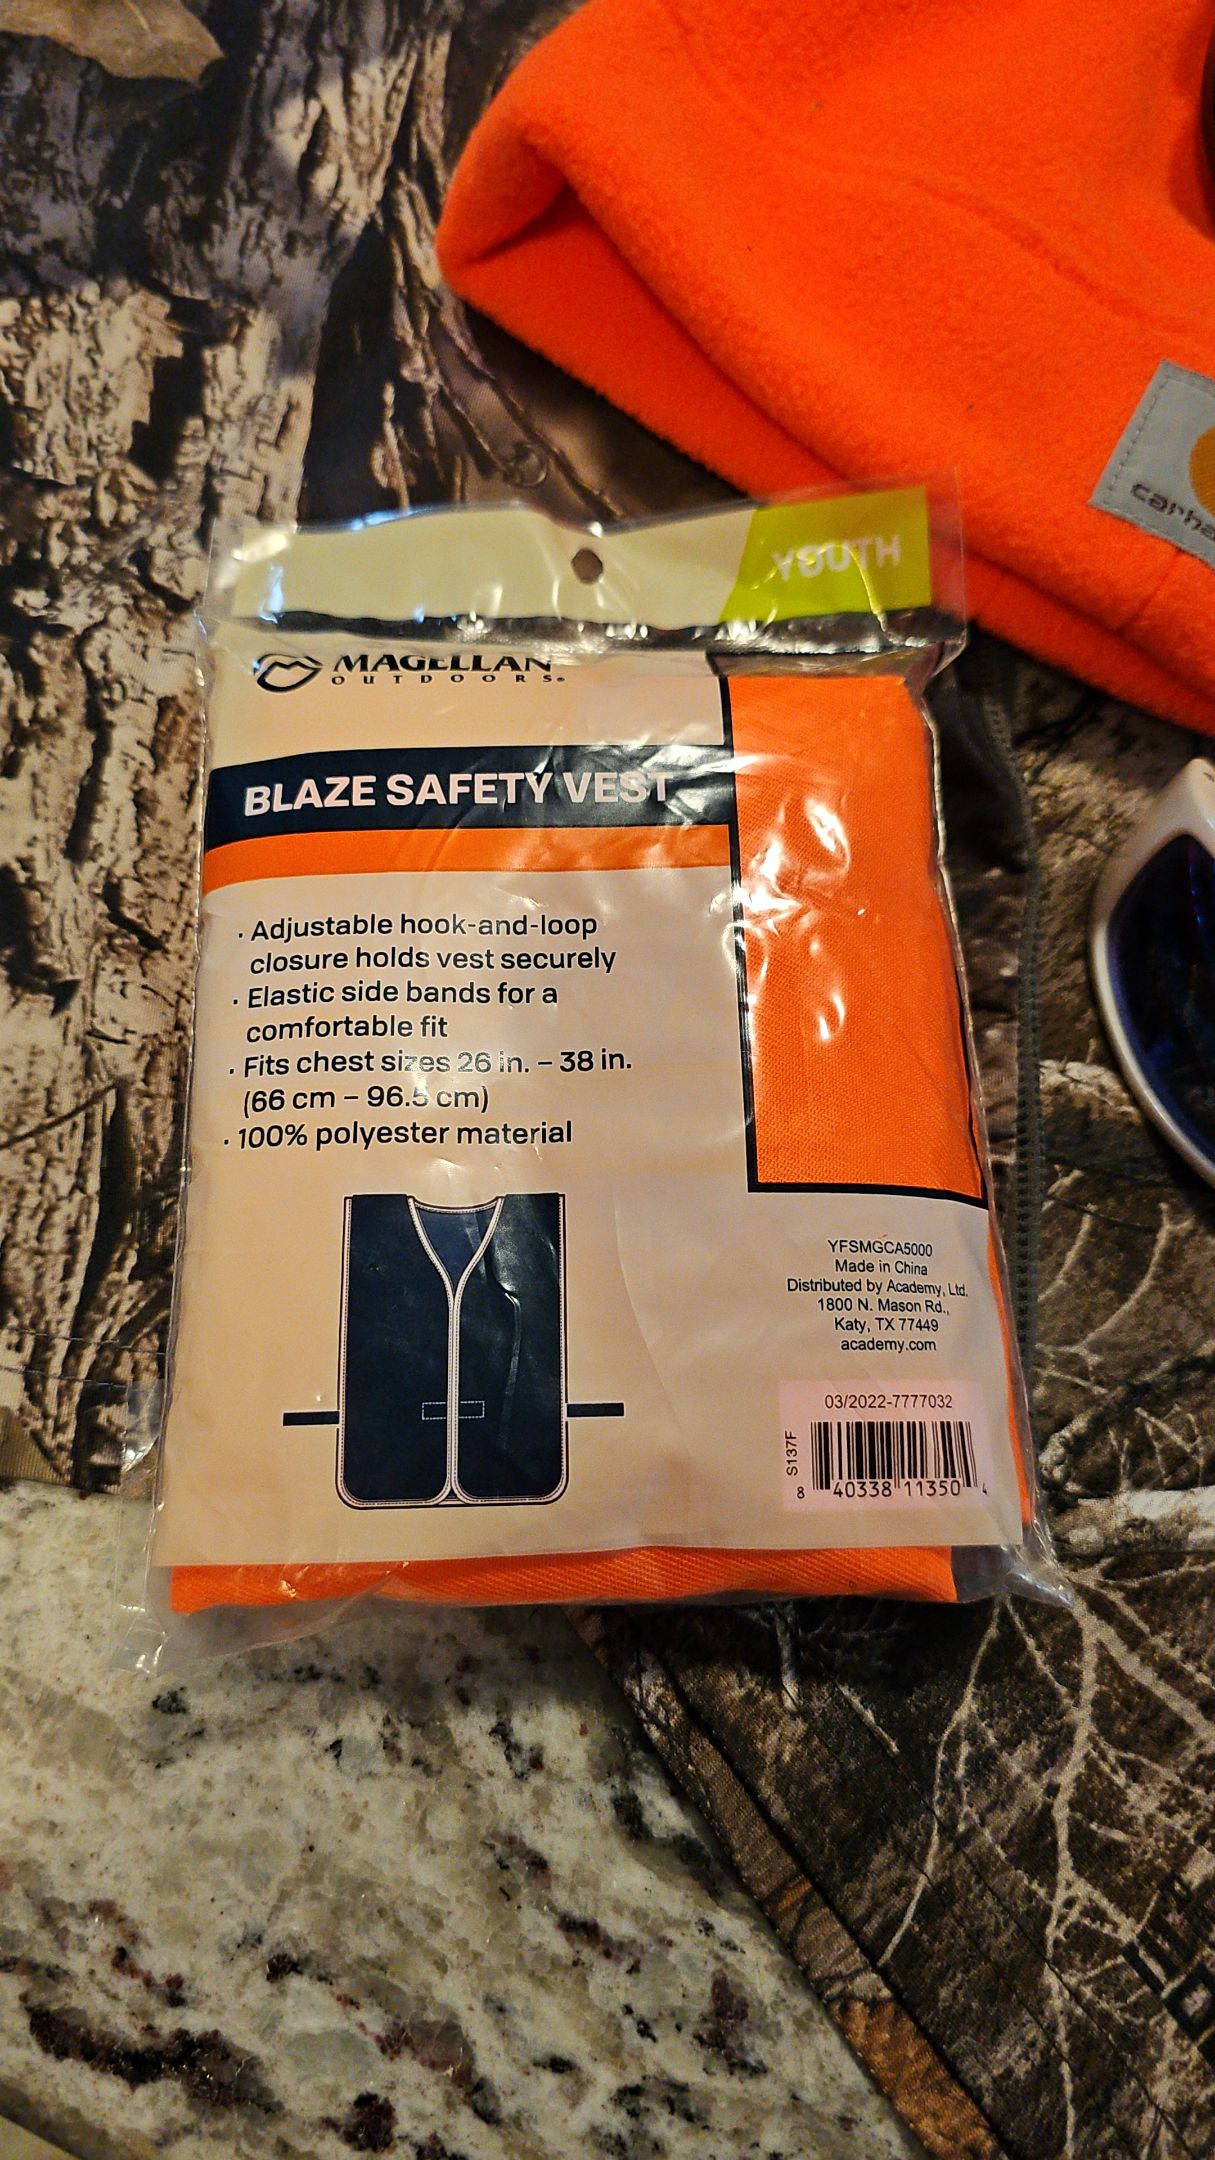 YOUTH
MAGELLAN
OUTDOORS®
BLAZE SAFETY VEST
· Adjustable hook-and-loop
closure holds vest securely
· Elastic side bands for a
comfortable fit
· Fits chest sizes 26 in. – 38 in.
(66 cm – 96.5 cm)
· 100% polyester material
YFSMGCA5000
Made in China
Distributed by Academy, Ltd.
1800 N. Mason Rd.,
Katy, TX 77449
academy.com
03/2022-7777032
S137F
8 40338 11350 4